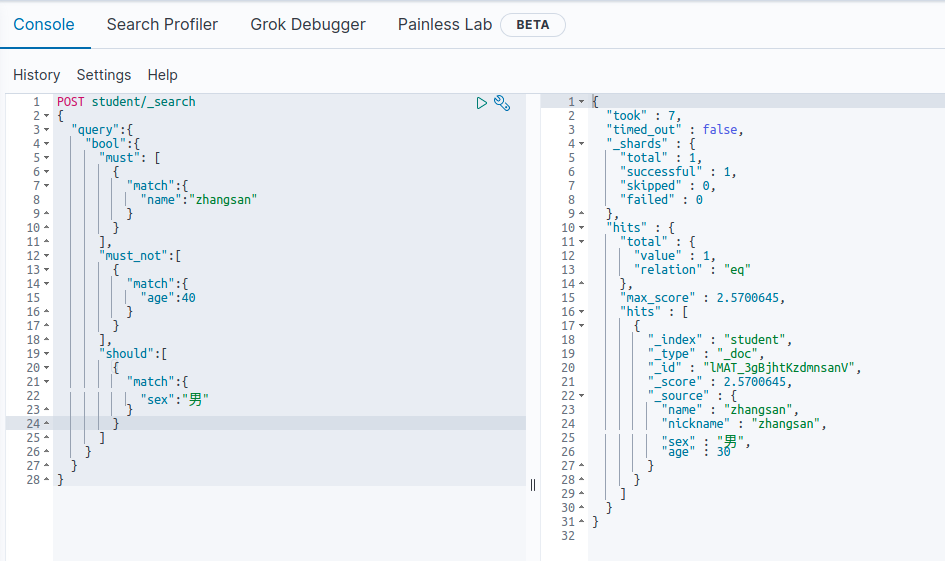 Console Search Profiler Grok Debugger Painless Lab BETA
History Settings Help
1 POST student/_search
2 {
3 "query":{
4 "bool":{
5 "must": [
6 {
7 "match":{
8 "name":"zhangsan"
9 }
10 }
11 ],
12 "must_not":[
13 {
14 "match":{
15 "age":40
16 }
17 }
18 ],
19 "should":[
20 {
21 "match":{
22 "sex":"男"
23 }
24 }
25 ]
26 }
27 }
28 }
1 {
2 "took" : 7,
3 "timed_out" : false,
4 "_shards" : {
5 "total" : 1,
6 "successful" : 1,
7 "skipped" : 0,
8 "failed" : 0
9 },
10 "hits" : {
11 "total" : {
12 "value" : 1,
13 "relation" : "eq"
14 },
15 "max_score" : 2.5700645,
16 "hits" : [
17 {
18 "_index" : "student",
19 "_type" : "_doc",
20 "_id" : "lMAT_3gBjhtKzdmnsanV",
21 "_score" : 2.5700645,
22 "_source" : {
23 "name" : "zhangsan",
24 "nickname" : "zhangsan",
25 "sex" : "男",
26 "age" : 30
27 }
28 }
29 ]
30 }
31 }
32